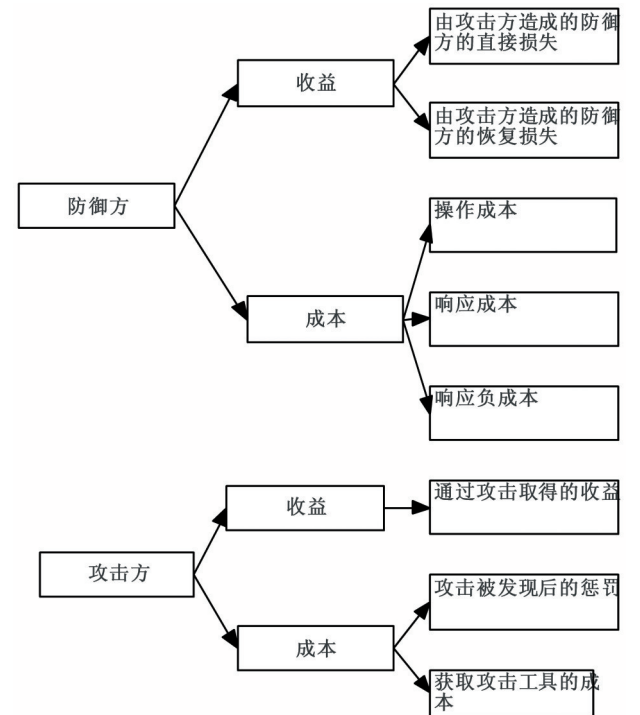 由攻击方造成的防御
方的直接损失
收益
由攻击方造成的防御
方的恢复损失
防御方
操作成本
成本
响应成本
响应负成本
通过攻击取得的收益
收益
攻击方
攻击被发现后的惩罚
成本
获取攻击工具的成
本